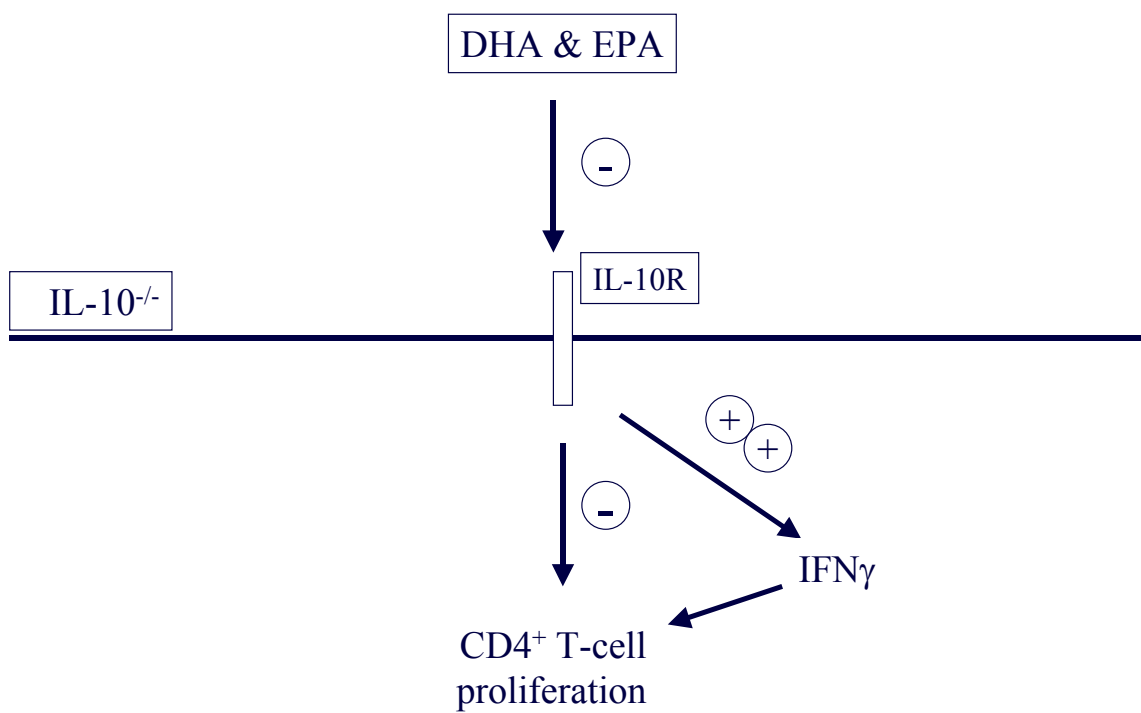 DHA & EPA
-
IL-10R
IL-10⁻/⁻
+
+
-
IFNγ
CD4⁺ T-cell
proliferation